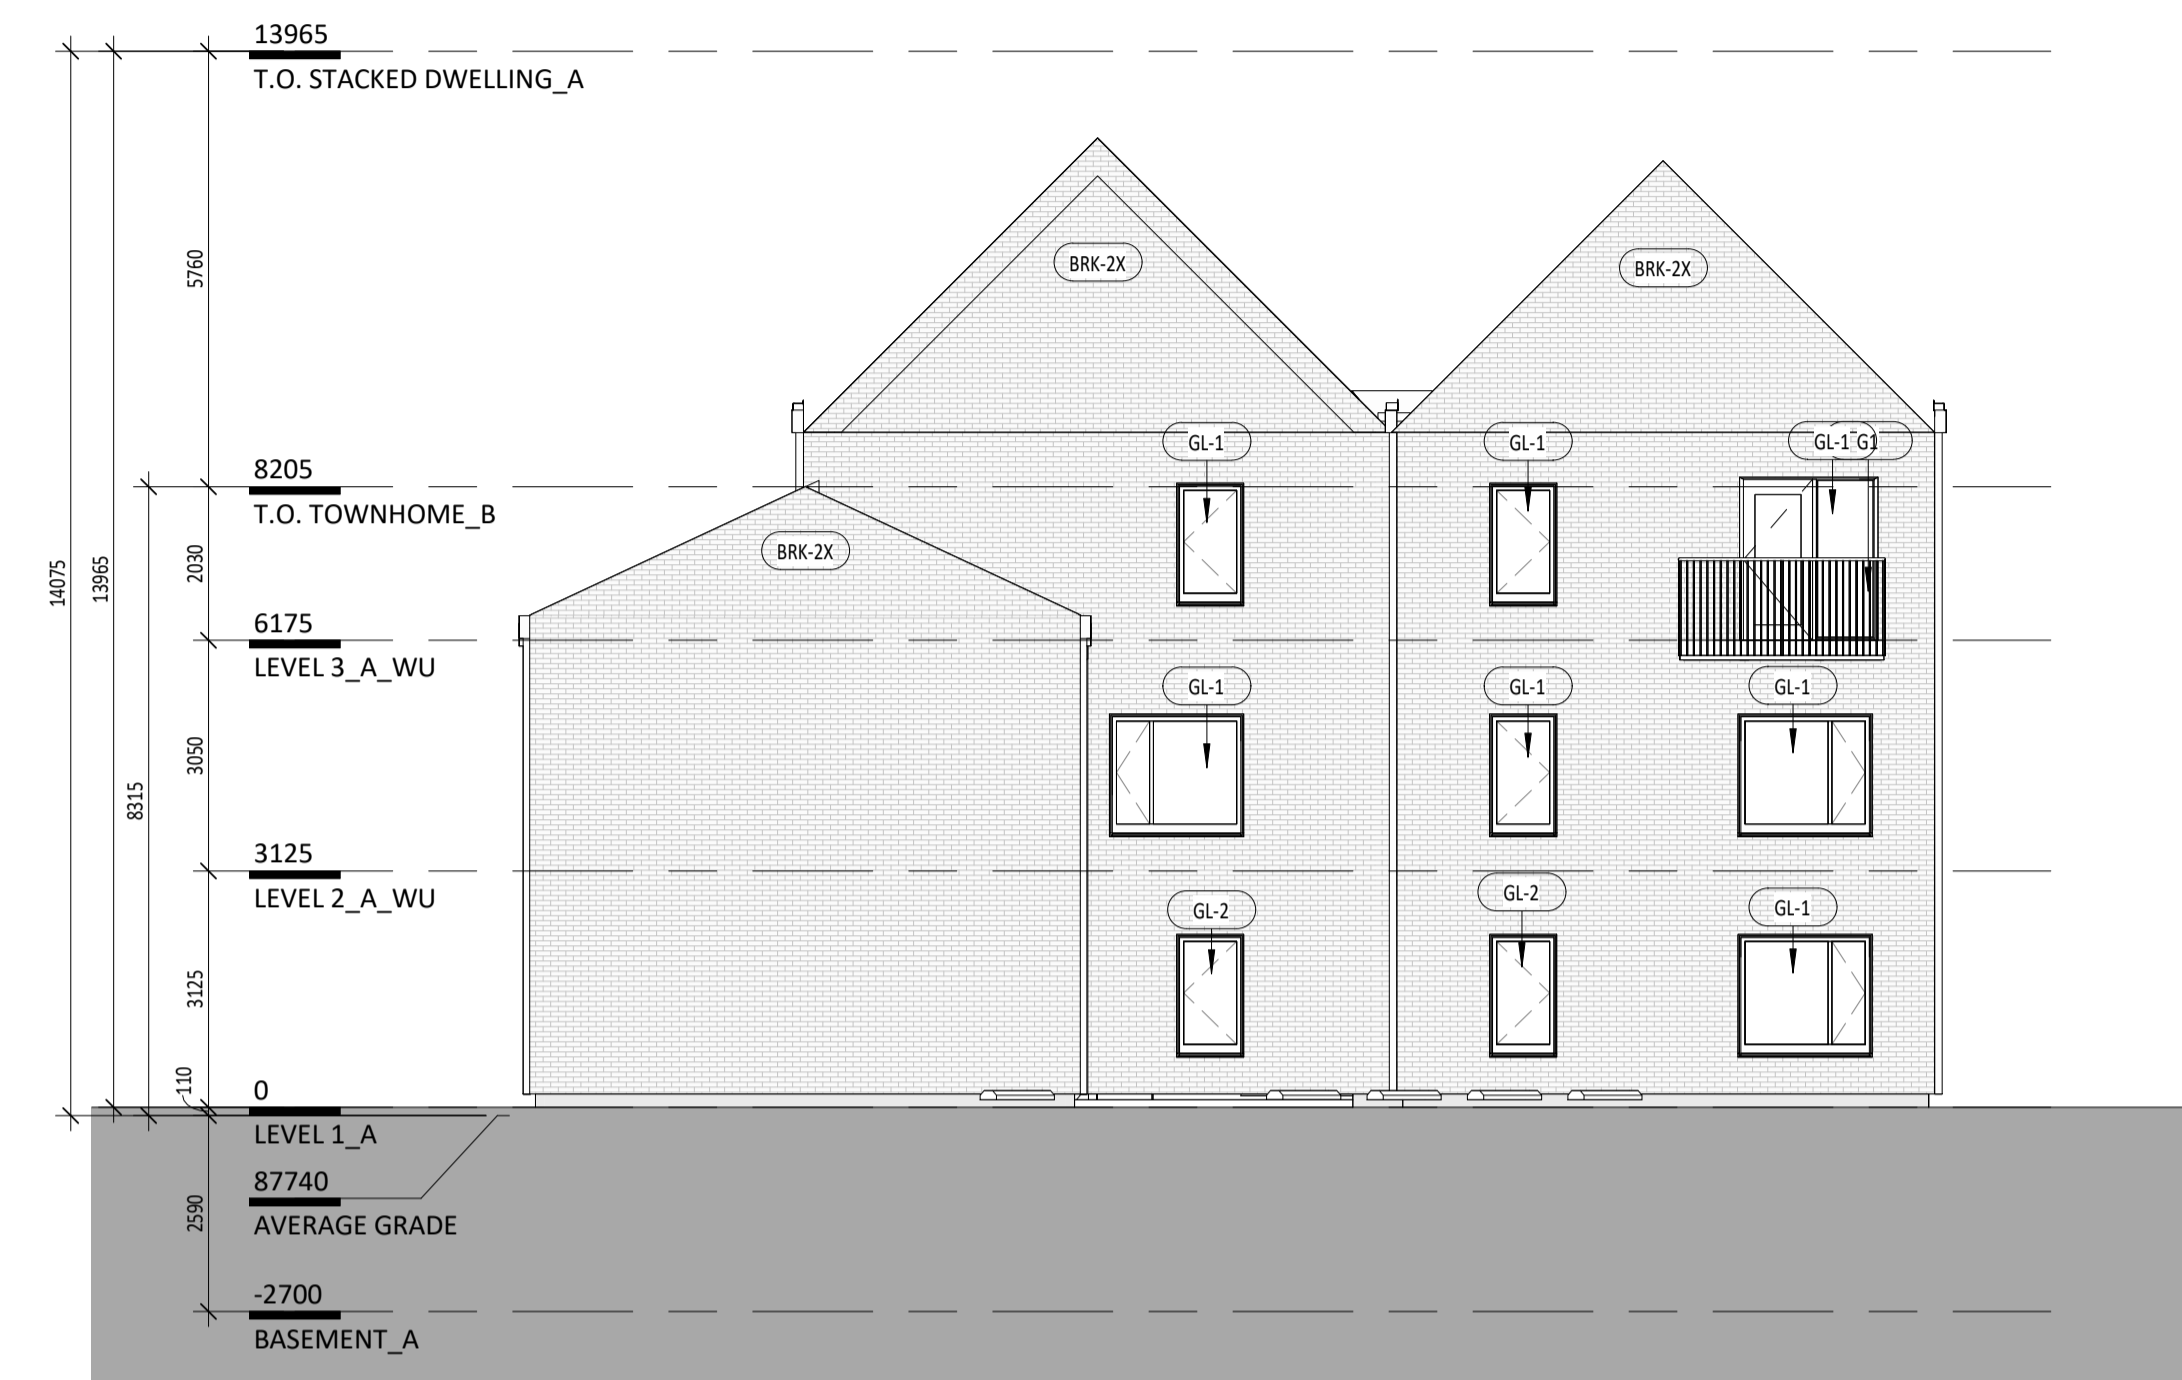 13965
T.O. STACKED DWELLING_A
5760
BRK-2X
BRK-2X
GL-1
GL-1
GL-1 G1
8205
T.O. TOWNHOME_B
BRK-2X
2030
14075
13965
6175
LEVEL 3_A_WU
GL-1
GL-1
GL-1
3050
8315
3125
LEVEL 2_A_WU
GL-2
GL-2
GL-1
3125
110
0
LEVEL 1_A
87740
AVERAGE GRADE
2590
-2700
BASEMENT_A